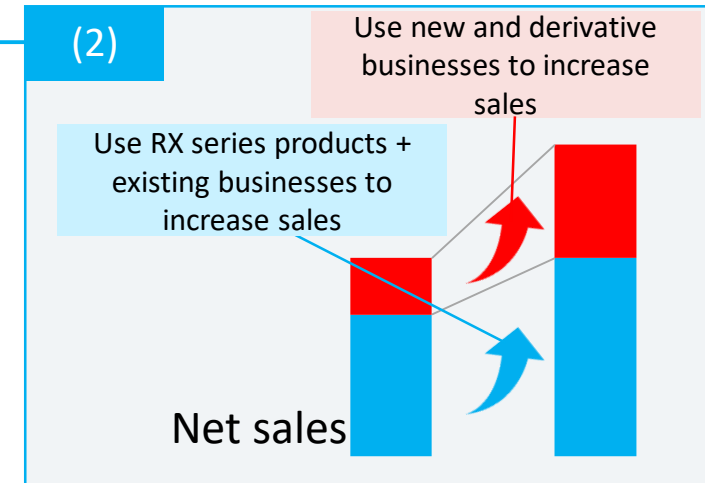 (2)
Use new and derivative
businesses to increase
sales
Use RX series products +
existing businesses to
increase sales
Net sales